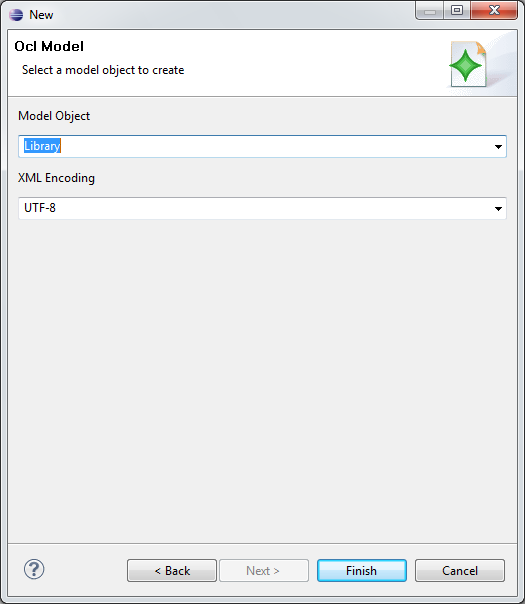 New
Ocl Model
Select a model object to create
Model Object
Library
XML Encoding
UTF-8
?
< Back
Next >
Finish
Cancel